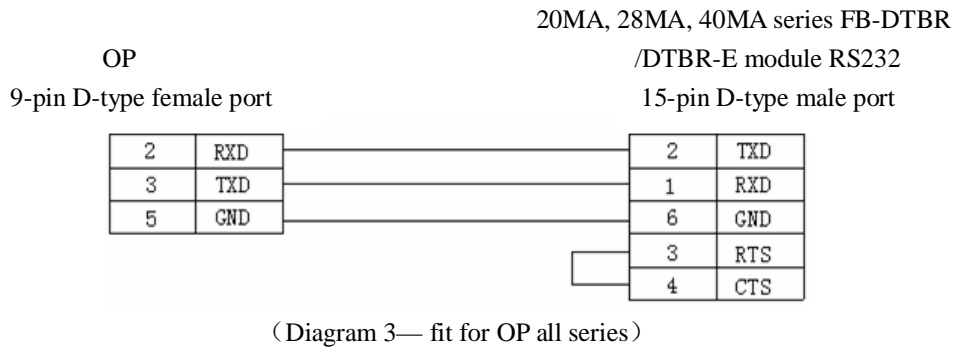 20MA, 28MA, 40MA series FB-DTBR
OP /DTBR-E module RS232
9-pin D-type female port 15-pin D-type male port
2 RXD 2 TXD
3 TXD 1 RXD
5 GND 6 GND
3 RTS
4 CTS
（Diagram 3— fit for OP all series）